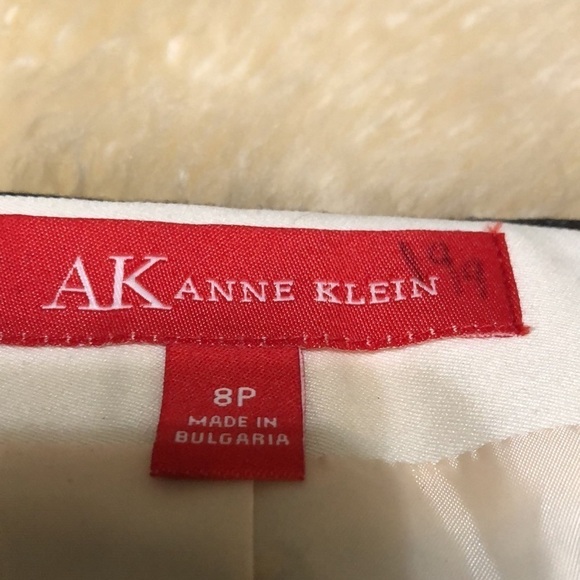 AK ANNE KLEIN
8P
MADE IN
BULGARIA